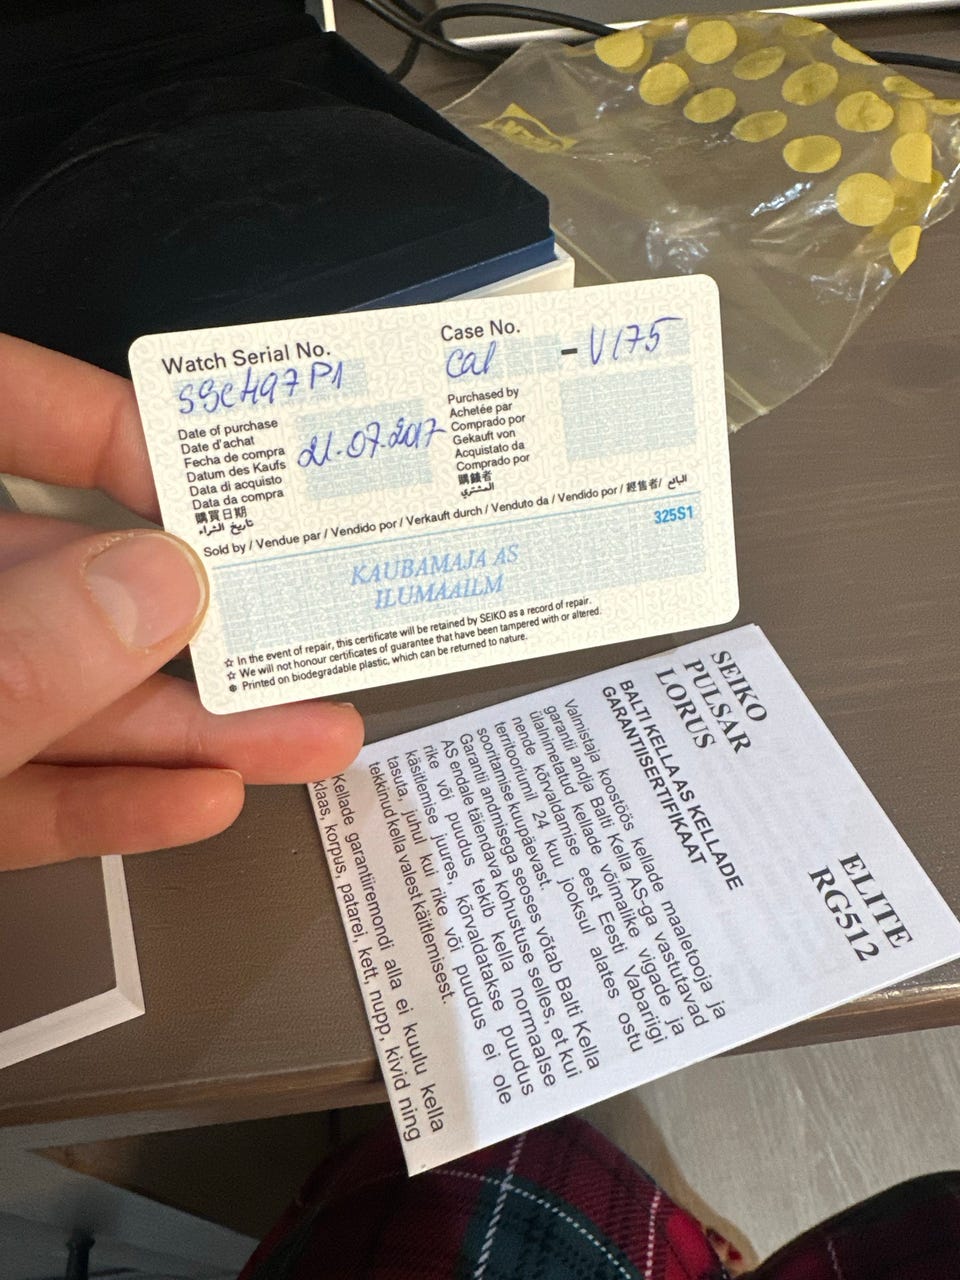 Watch Serial No.
SSC497P1
Case No.
Cal - V175
Date of purchase
Date d'achat
Fecha de compra
Datum des Kaufs
Data di acquisto
Data da compra
購買日期
تاريخ الشراء
21.07.2017
Purchased by
Achetée par
Comprado por
Gekauft von
Acquistato da
Comprado por
購錶者
المشتري
Sold by / Vendue par / Vendido por / Verkauft durch / Venduto da / Vendido por / 經售者/ البائع
325S1
KAUBAMAJA AS
ILUMAAILM
☆ In the event of repair, this certificate will be retained by SEIKO as a record of repair.
☆ We will not honour certificates of guarantee that have been tampered with or altered.
Printed on biodegradable plastic, which can be returned to nature.
SEIKO
PULSAR
LORUS
ELITE
RG512
BALTI KELLA AS KELLADE
GARANTIISERTIFIKAAT
Valmistaja koostöös kellade maaletooja ja
garantii andja Balti Kella AS-ga vastutavad
ülalnimetatud kellade võimalike vigade ja
nende kõrvaldamise eest Eesti Vabariigi
territooriumil 24 kuu jooksul alates ostu
sooritamise kuupäevast.
Garantii andmisega seoses võtab Balti Kella
AS endale täiendava kohustuse selles, et kui
rike või puudus tekib kella normaalse
käsitlemise juures, kõrvaldatakse puudus
tasuta, juhul kui rike või puudus ei ole
tekkinud kella valest käitlemisest.
Kellade garantiiremondi alla ei kuulu kella
klaas, korpus, patarei, kett, nupp, kivid ning